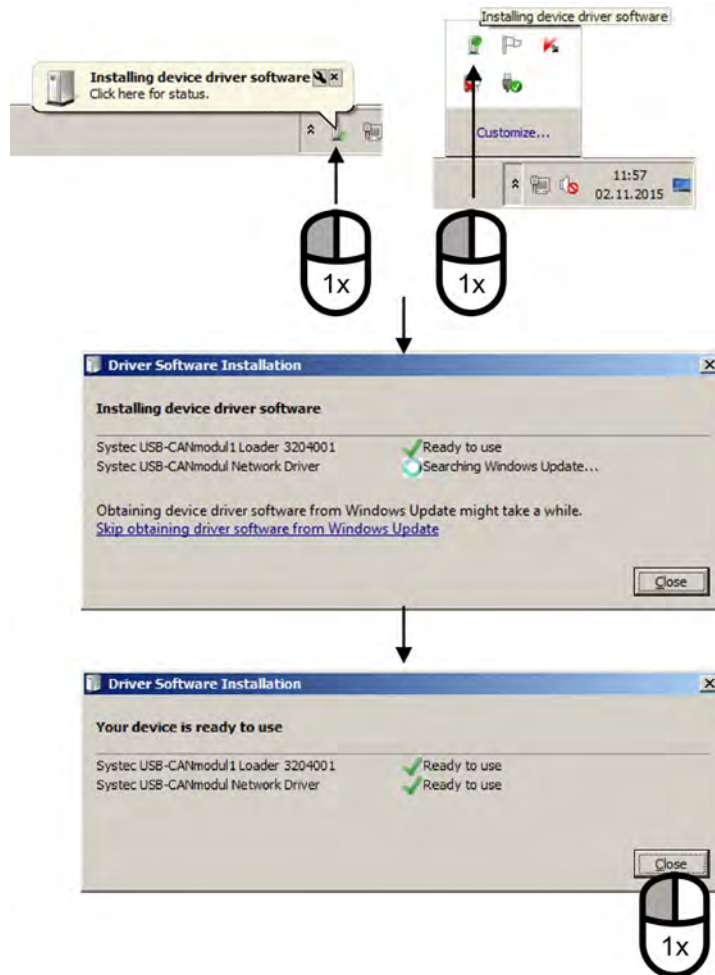 Installing device driver software
Installing device driver software
Click here for status.
Customize...
11:57
02.11.2015
1x
1x
Driver Software Installation
Installing device driver software
Systec USB-CANmodul1 Loader 3204001 Ready to use
Systec USB-CANmodul Network Driver Searching Windows Update...
Obtaining device driver software from Windows Update might take a while.
Skip obtaining driver software from Windows Update
Close
Driver Software Installation
Your device is ready to use
Systec USB-CANmodul1 Loader 3204001 Ready to use
Systec USB-CANmodul Network Driver Ready to use
Close
1x